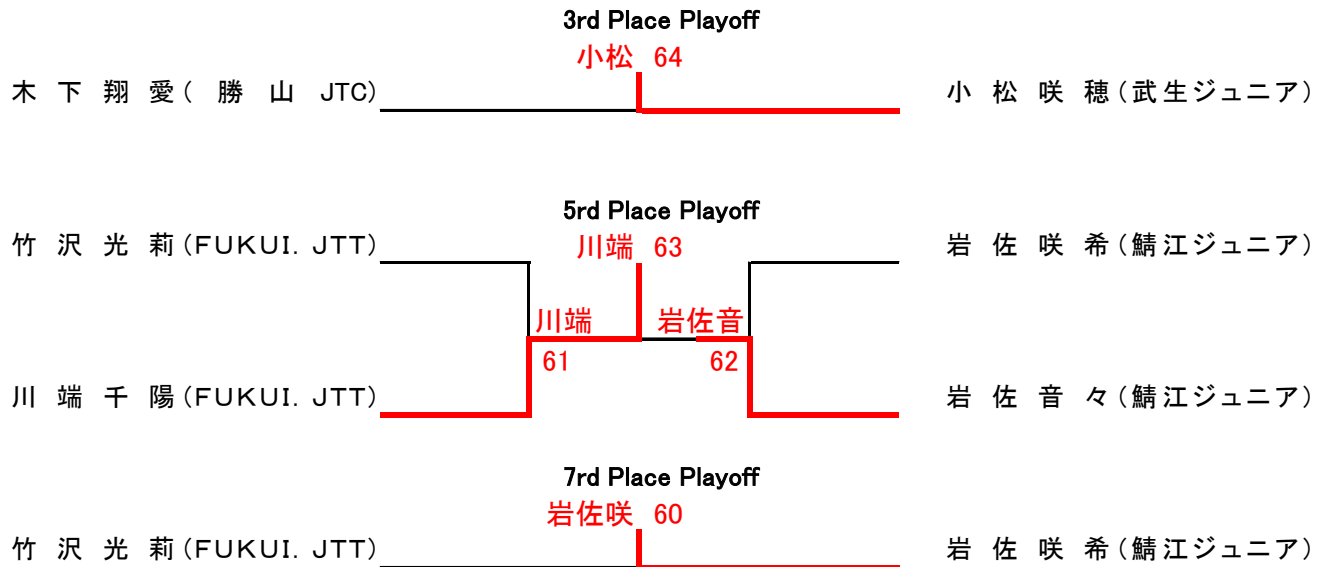 3rd Place Playoff
小松 64
木 下 翔 愛 ( 勝 山 JTC)
小 松 咲 穂 (武生ジュニア)
5rd Place Playoff
川端 63
竹 沢 光 莉 (FUKUI. JTT)
岩 佐 咲 希 (鯖江ジュニア)
川端
岩佐音
61
62
川 端 千 陽 (FUKUI. JTT)
岩 佐 音 々 (鯖江ジュニア)
7rd Place Playoff
岩佐咲 60
竹 沢 光 莉 (FUKUI. JTT)
岩 佐 咲 希 (鯖江ジュニア)